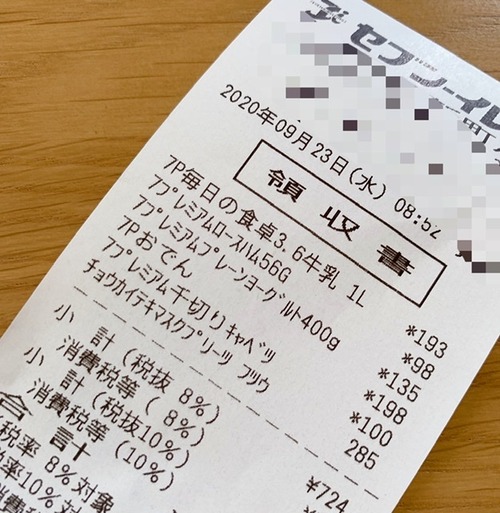 セブン-イレ
2020年09月23日(水) 08:52
領収書
7P毎日の食卓3.6牛乳 1L *193
7プレミアムロースハム56G *98
7プレミアムプレーンヨーグルト400g *135
7Pおでん *198
7プレミアム千切りキャベツ *100
チョウカイテキマスクプリーツ フツウ 285
小 計(税抜 8%) ¥724
消費税等( 8%)
小 計(税抜10%)
消費税等(10%)
合 計
税率 8%対象
税率10%対象
消費税